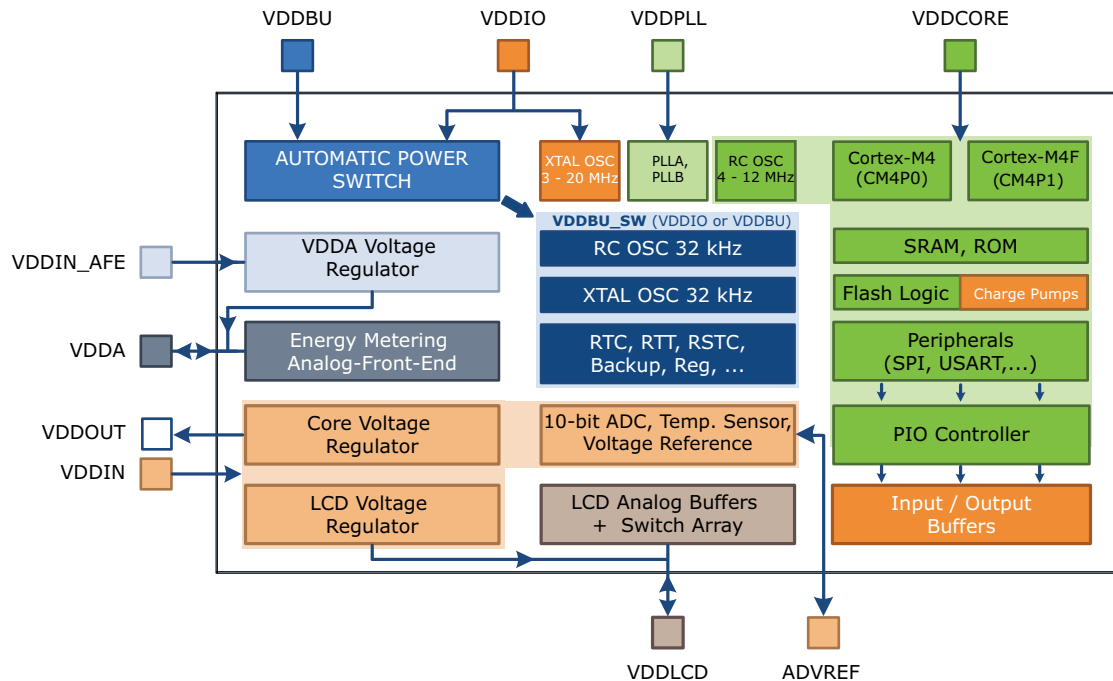 VDDBU
VDDIO
VDDPLL
VDDCORE
AUTOMATIC POWER
SWITCH
XTAL OSC
3 - 20 MHz
PLLA,
PLLB
RC OSC
4 - 12 MHz
Cortex-M4
(CM4P0)
Cortex-M4F
(CM4P1)
VDDBU_SW (VDDIO or VDDBU)
VDDIN_AFE
VDDA Voltage
Regulator
RC OSC 32 kHz
SRAM, ROM
XTAL OSC 32 kHz
Flash Logic
Charge Pumps
VDDA
Energy Metering
Analog-Front-End
RTC, RTT, RSTC,
Backup, Reg, ...
Peripherals
(SPI, USART,...)
VDDOUT
VDDIN
Core Voltage
Regulator
10-bit ADC, Temp. Sensor,
Voltage Reference
PIO Controller
LCD Voltage
Regulator
LCD Analog Buffers
+ Switch Array
Input / Output
Buffers
VDDLCD
ADVREF